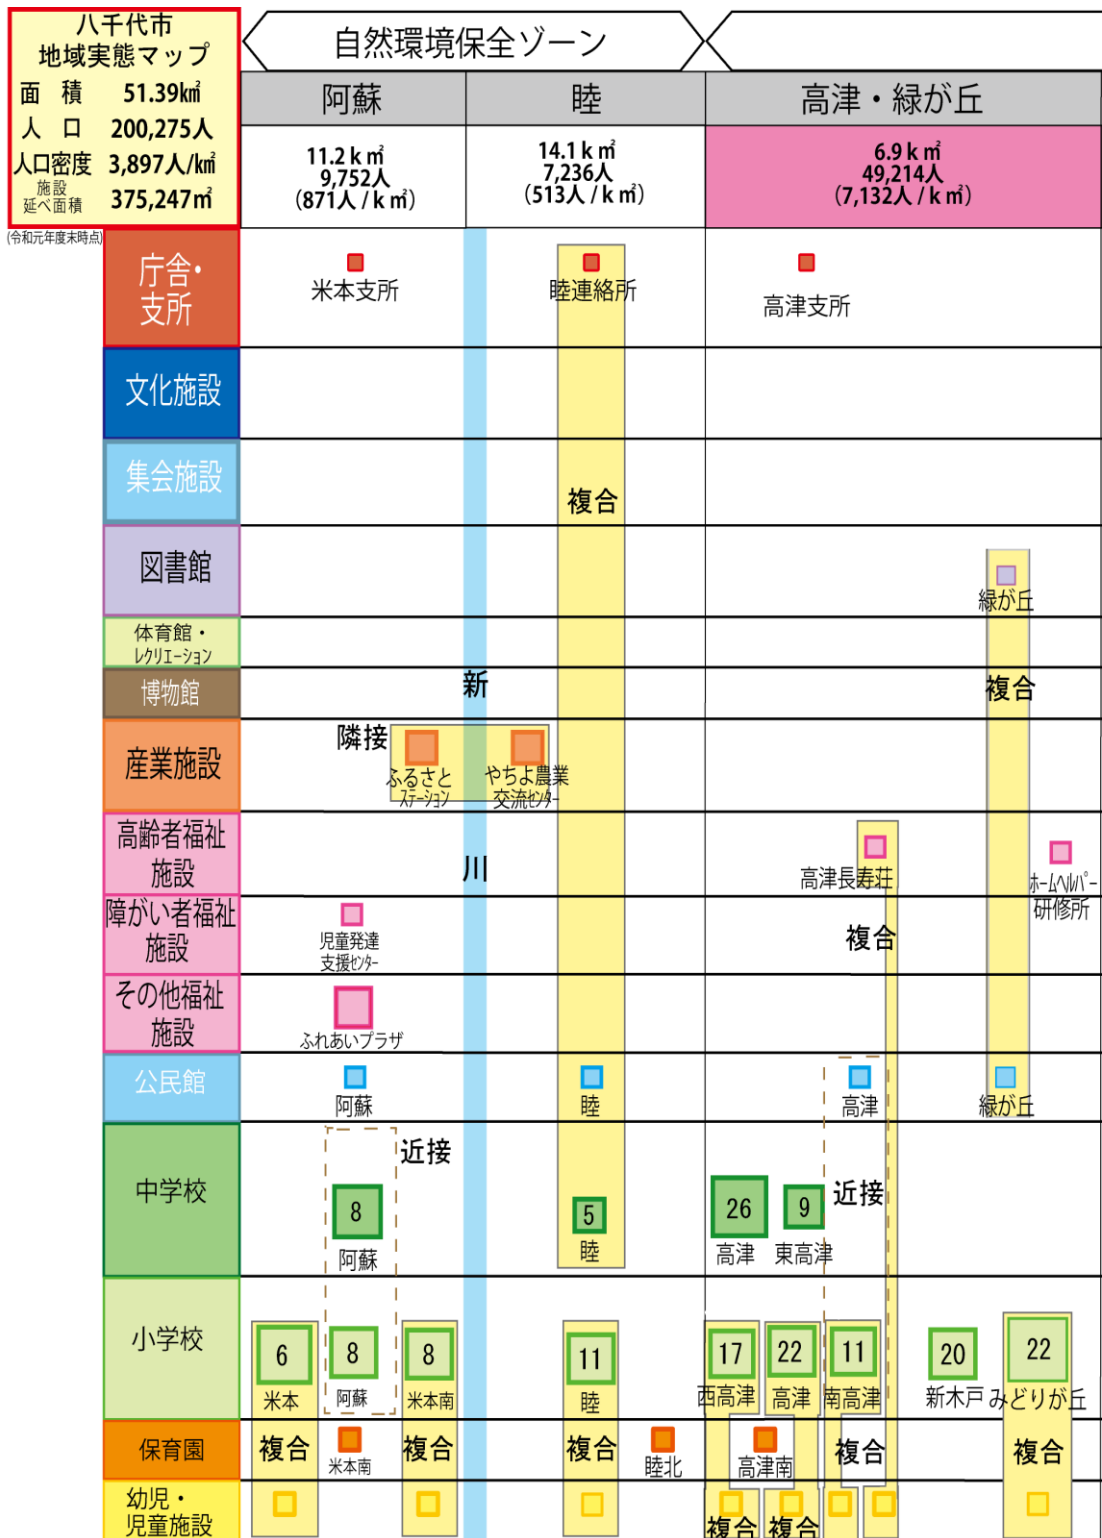 八千代市
地域実態マップ
面 積 51.39k㎡
人 口 200,275人
人口密度 3,897人/k㎡
施設
延べ面積 375,247㎡
(令和元年度末時点)
自然環境保全ゾーン
阿蘇 睦 高津・緑が丘
11.2ｋ㎡
9,752人
(871人/ｋ㎡)
14.1ｋ㎡
7,236人
(513人/ｋ㎡)
6.9ｋ㎡
49,214人
(7,132人/ｋ㎡)
庁舎・
支所
米本支所 睦連絡所 高津支所
文化施設
集会施設
複合
図書館
緑が丘
体育館・
ﾚｸﾘｴｰｼｮﾝ
博物館
新
複合
産業施設
隣接
ふるさと
ｽﾃｰｼｮﾝ
やちよ農業
交流ｾﾝﾀｰ
高齢者福祉
施設
川
高津長寿荘
ﾎｰﾑﾍﾙﾊﾟｰ
研修所
障がい者福祉
施設
児童発達
支援ｾﾝﾀｰ
複合
その他福祉
施設
ふれあいプラザ
公民館
阿蘇 睦 高津 緑が丘
中学校
近接
8
阿蘇
5
睦
26
高津
9
東高津
近接
小学校
6
米本
8
阿蘇
8
米本南
11
睦
17
西高津
22
高津
11
南高津
20
新木戸
22
みどりが丘
保育園
複合
米本南
複合
複合
睦北
高津南
複合
複合
幼児・
児童施設
複合 複合